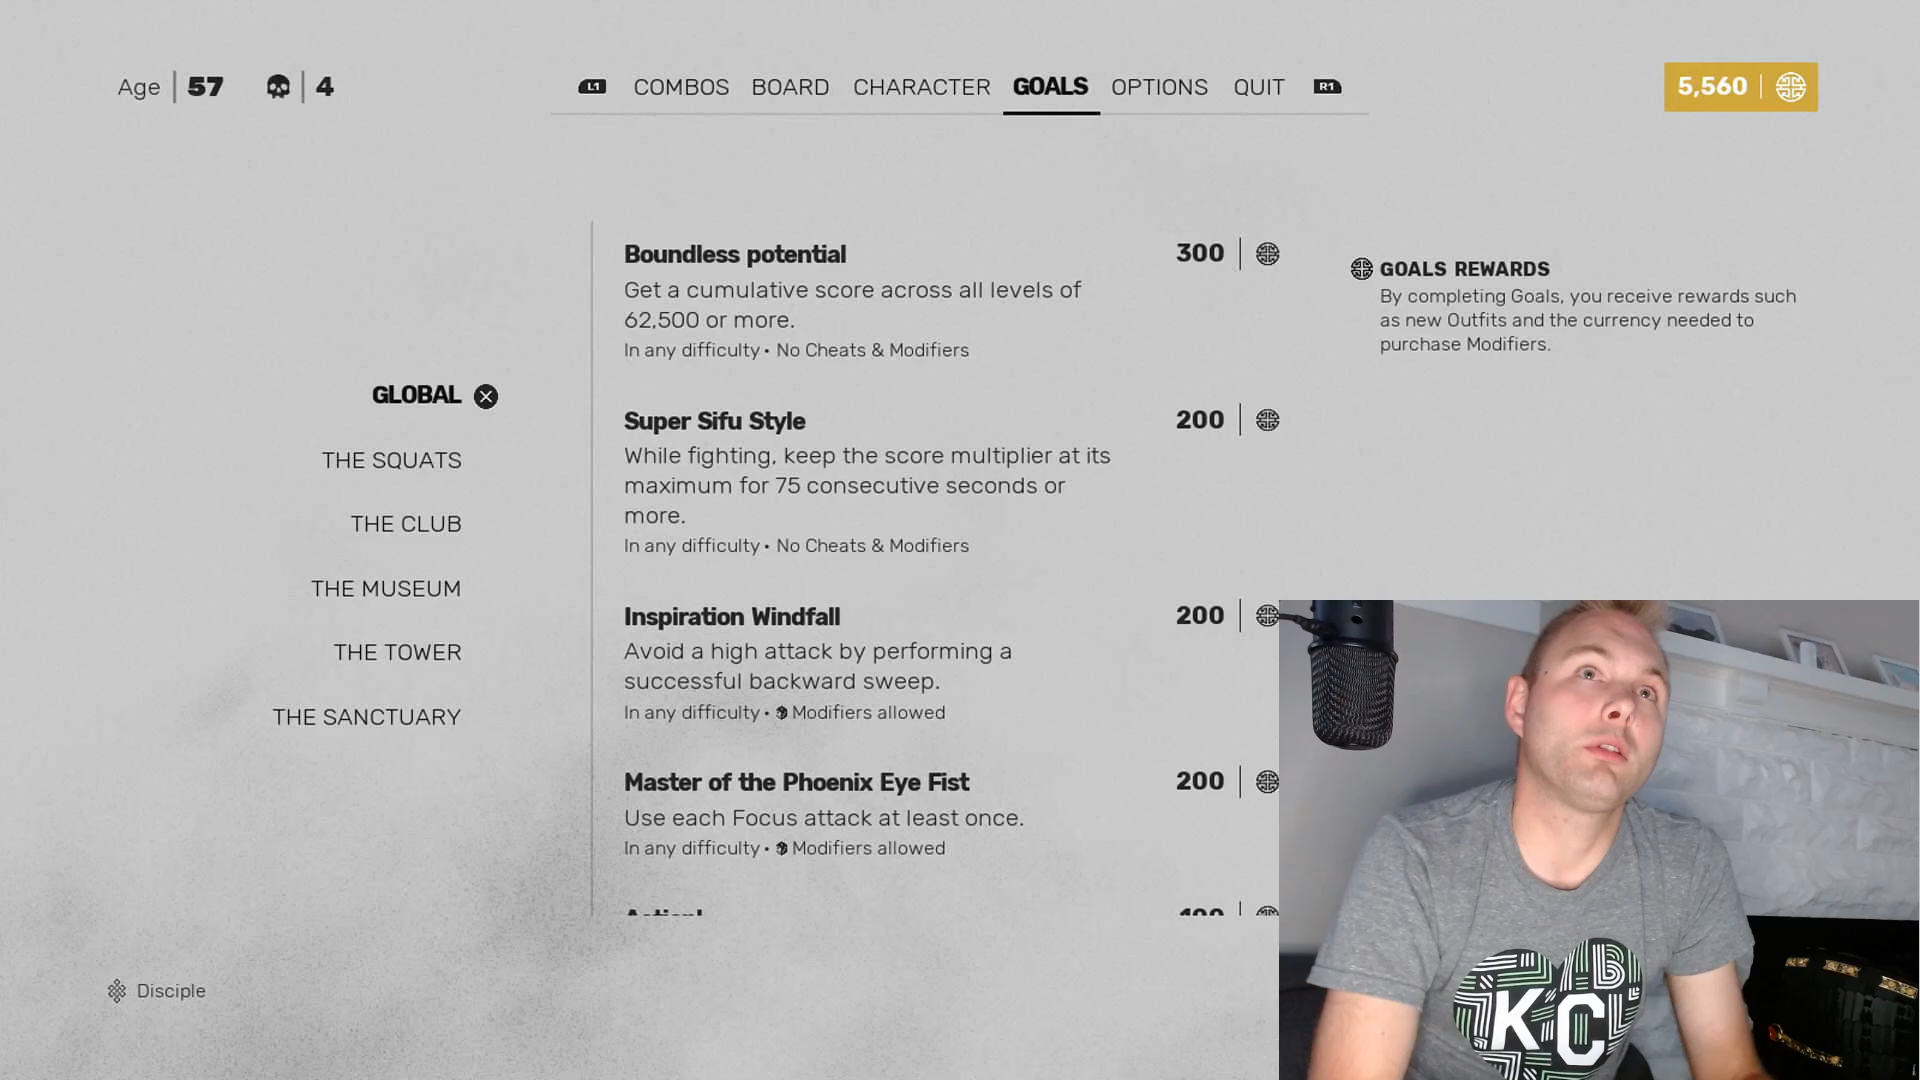 Age 57 4
L1 COMBOS BOARD CHARACTER GOALS OPTIONS QUIT R1
5,560
GLOBAL
THE SQUATS
THE CLUB
THE MUSEUM
THE TOWER
THE SANCTUARY
Boundless potential 300
Get a cumulative score across all levels of
62,500 or more.
In any difficulty • No Cheats & Modifiers
Super Sifu Style 200
While fighting, keep the score multiplier at its
maximum for 75 consecutive seconds or
more.
In any difficulty • No Cheats & Modifiers
Inspiration Windfall 200
Avoid a high attack by performing a
successful backward sweep.
In any difficulty • Modifiers allowed
Master of the Phoenix Eye Fist 200
Use each Focus attack at least once.
In any difficulty • Modifiers allowed
GOALS REWARDS
By completing Goals, you receive rewards such
as new Outfits and the currency needed to
purchase Modifiers.
Disciple
KC